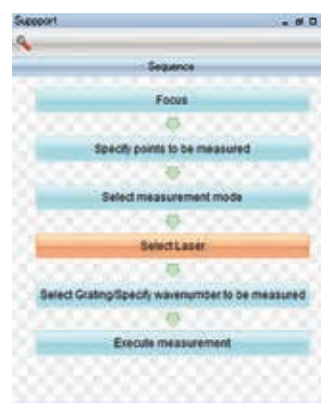 Suppport
Sequence
Focus
Specify points to be measured
Select measurement mode
Select Laser
Select Grating/Specify wavenumber to be measured
Execute measurement